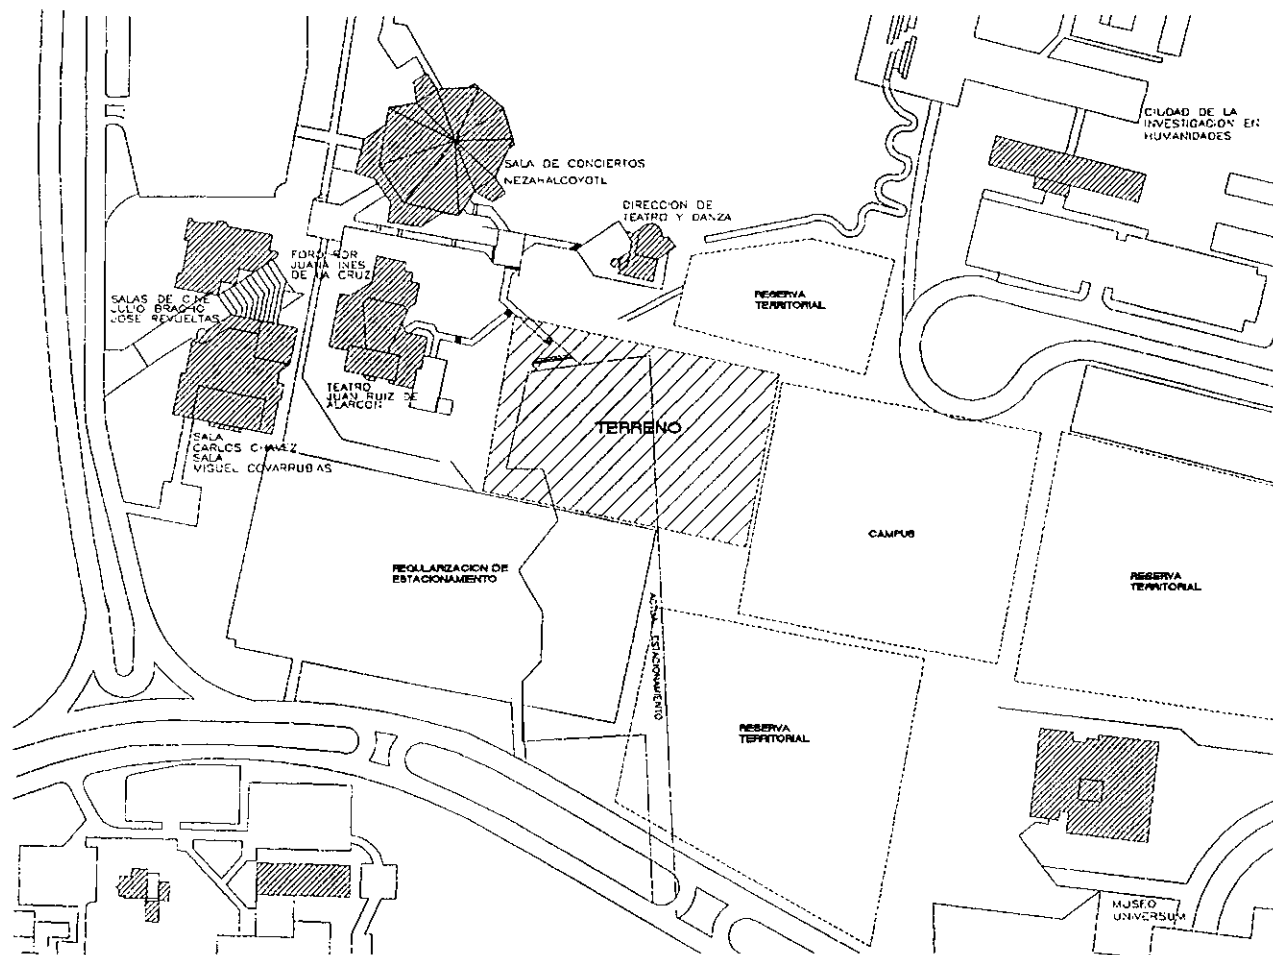 CIUDAD DE LA
INVESTIGACION EN
HUMANIDADES
SALA DE CONCIERTOS
NEZAHALCOYOTL
DIRECCION DE
TEATRO Y DANZA
FORO SOR
JUANA INES
DE LA CRUZ
SALAS DE CINE
JULIO BRACHO
JOSE REVUELTAS
RESERVA
TERRITORIAL
TEATRO
JUAN RUIZ DE
ALARCON
TERRENO
SALA
CARLOS CHAVEZ
SALA
MIGUEL COVARRUBIAS
CAMPUS
REGULARIZACION DE
ESTACIONAMIENTO
RESERVA
TERRITORIAL
ACTUAL ESTACIONAMIENTO
RESERVA
TERRITORIAL
MUSEO
UNIVERSUM